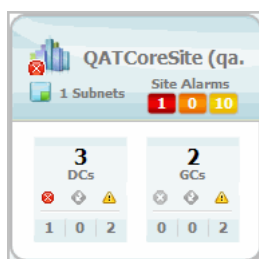 QATCoreSite (qa.
1 Subnets
Site Alarms
1 0 10
3
DCs
1 0 2
2
GCs
0 0 2